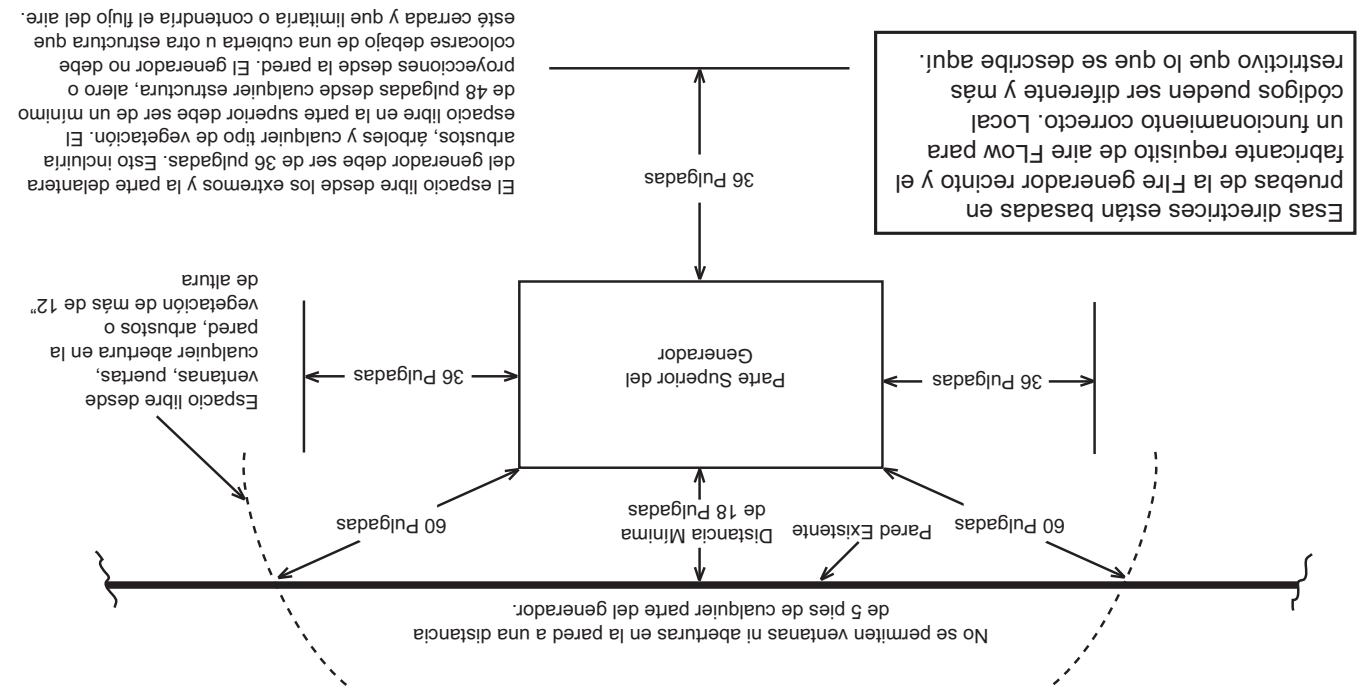 No se permiten ventanas ni aberturas en la pared a una distancia
de 5 pies de cualquier parte del generador.
60 Pulgadas
Pared Existente
Distancia Mínima
de 18 Pulgadas
60 Pulgadas
Espacio libre desde
ventanas, puertas,
cualquier abertura en la
pared, arbustos o
vegetación de más de 12”
de altura
36 Pulgadas
Parte Superior del
Generador
36 Pulgadas
36 Pulgadas
Esas directrices están basadas en
pruebas de la FIre generador recinto y el
fabricante requisito de aire FLow para
un funcionamiento correcto. Local
códigos pueden ser diferente y más
restrictivo que lo que se describe aquí.
El espacio libre desde los extremos y la parte delantera
del generador debe ser de 36 pulgadas. Esto incluiría
arbustos, árboles y cualquier tipo de vegetación. El
espacio libre en la parte superior debe ser de un mínimo
de 48 pulgadas desde cualquier estructura, alero o
proyecciones desde la pared. El generador no debe
colocarse debajo de una cubierta u otra estructura que
esté cerrada y que limitaría o contendría el flujo del aire.